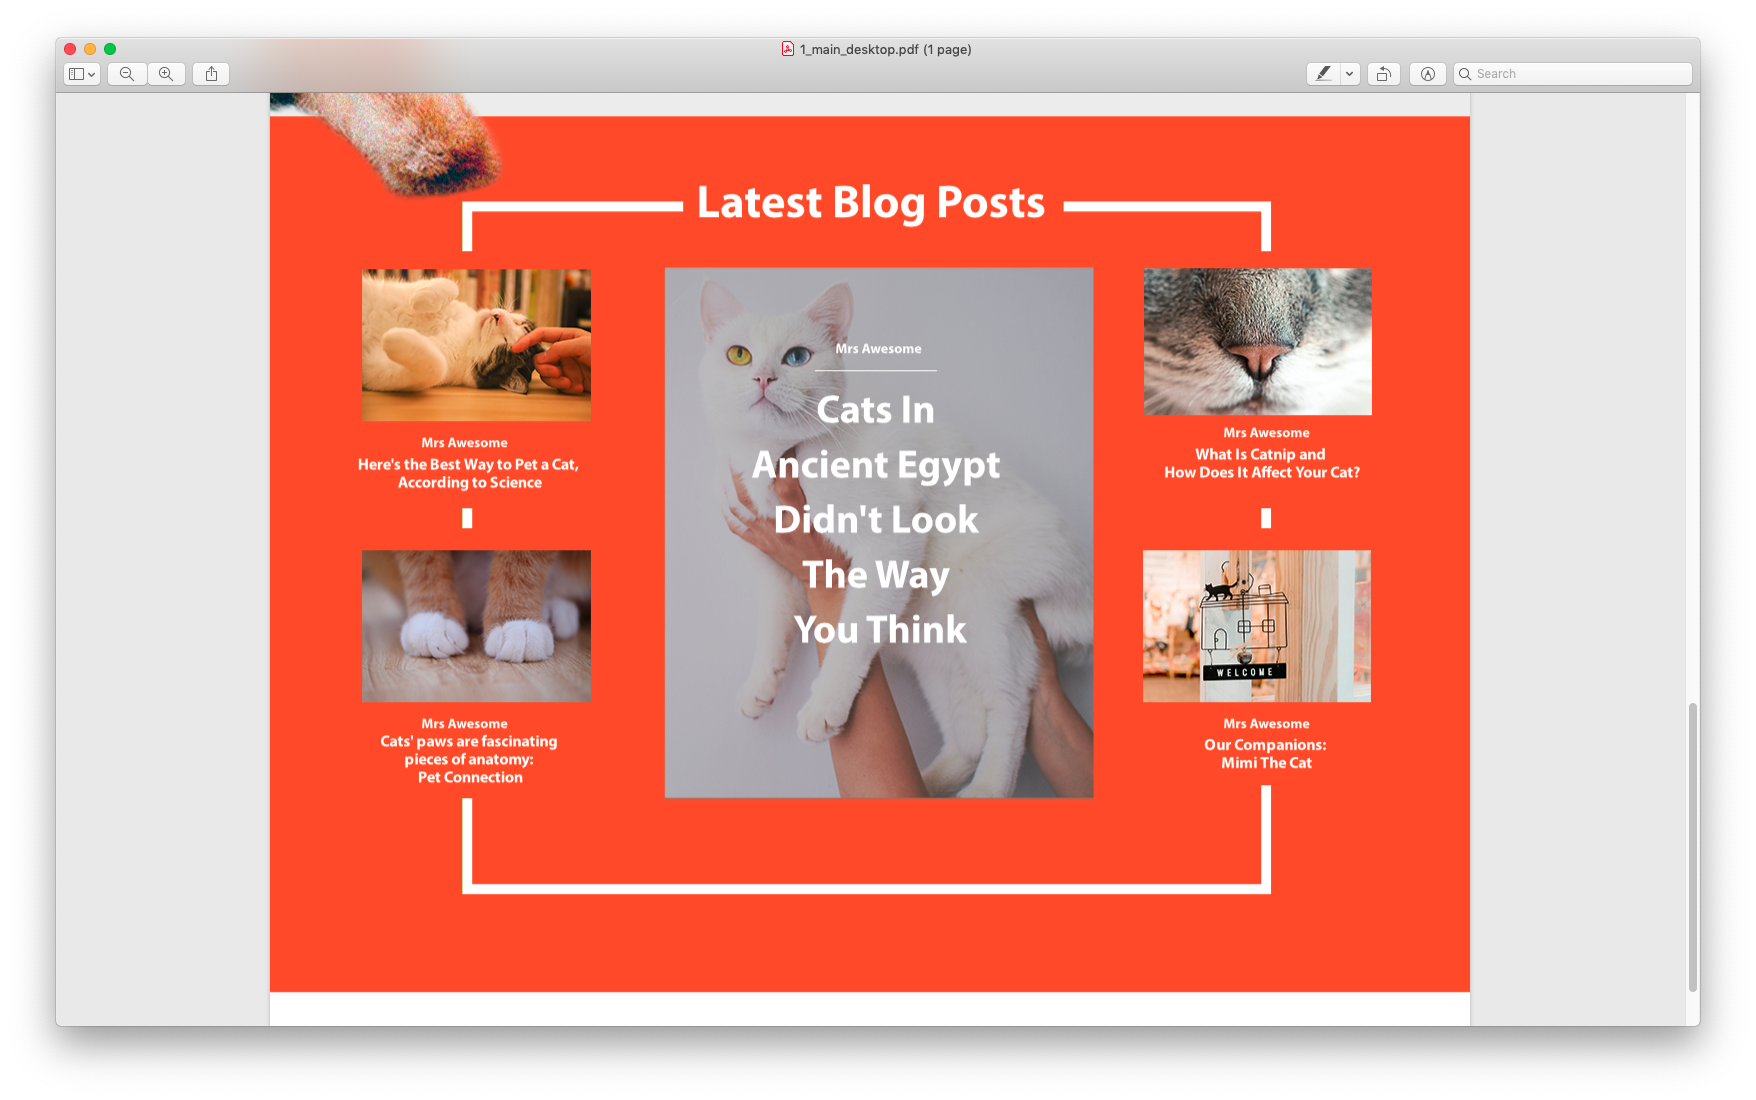 1_main_desktop.pdf (1 page)
Search
Latest Blog Posts
Mrs Awesome
Here's the Best Way to Pet a Cat,
According to Science
Mrs Awesome
Cats' paws are fascinating
pieces of anatomy:
Pet Connection
Mrs Awesome
Cats In
Ancient Egypt
Didn't Look
The Way
You Think
Mrs Awesome
What Is Catnip and
How Does It Affect Your Cat?
WELCOME
Mrs Awesome
Our Companions:
Mimi The Cat